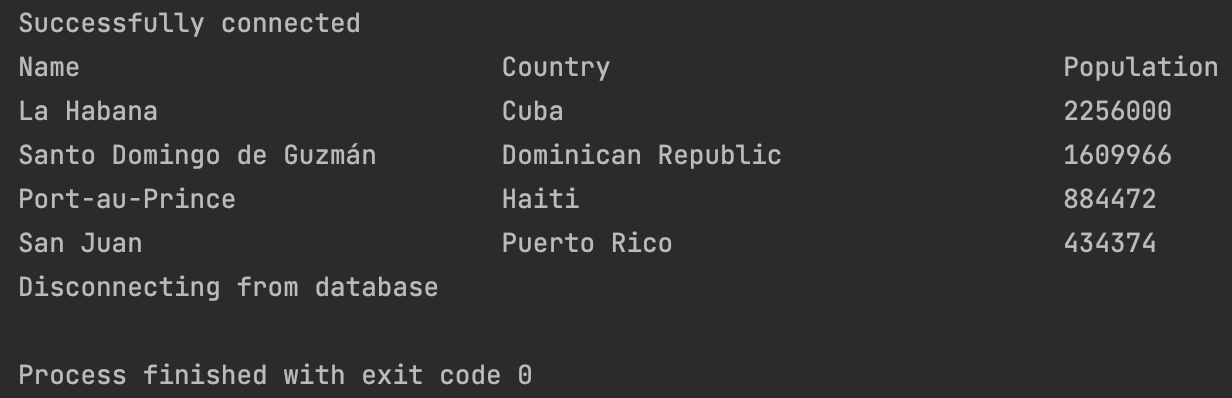 Successfully connected
Name Country Population
La Habana Cuba 2256000
Santo Domingo de Guzmán Dominican Republic 1609966
Port-au-Prince Haiti 884472
San Juan Puerto Rico 434374
Disconnecting from database
Process finished with exit code 0